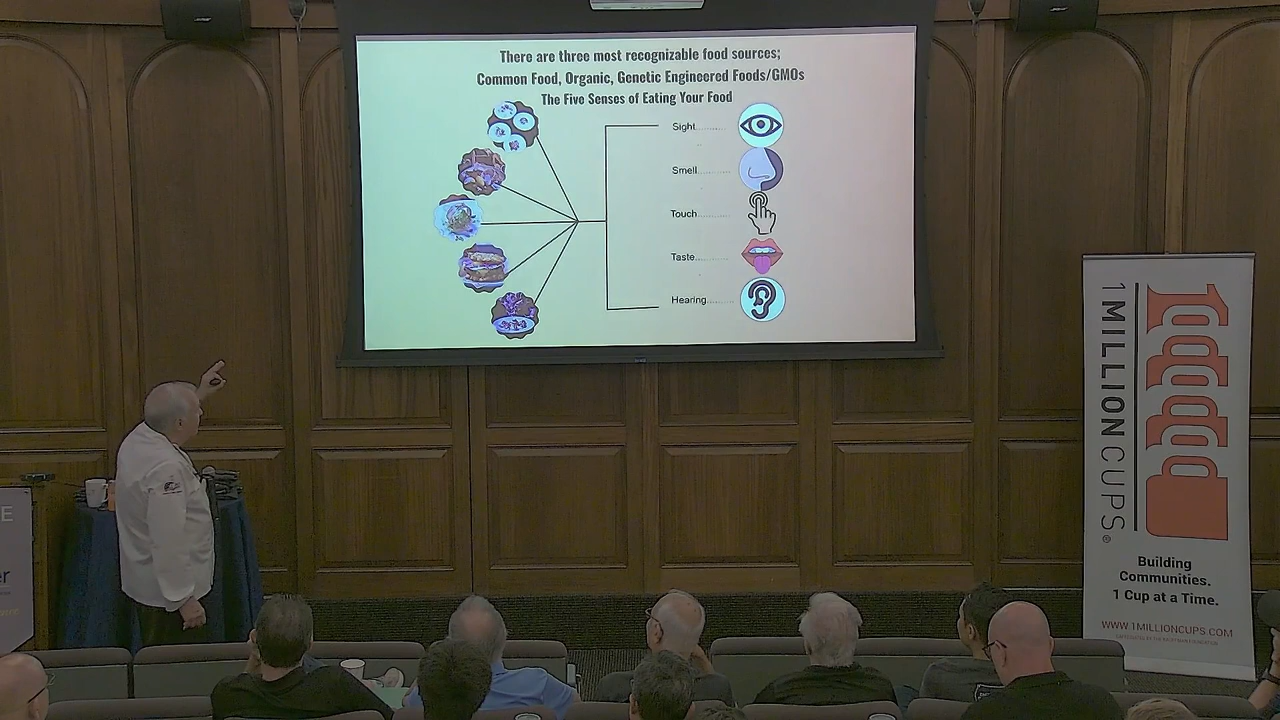 There are three most recognizable food sources;
Common Food, Organic, Genetic Engineered Foods/GMOs
The Five Senses of Eating Your Food
Sight..........
Smell...........
Touch...........
Taste...........
Hearing.........
1 MILLION CUPS®
Building
Communities.
1 Cup at a Time.
WWW.1MILLIONCUPS.COM
E
er